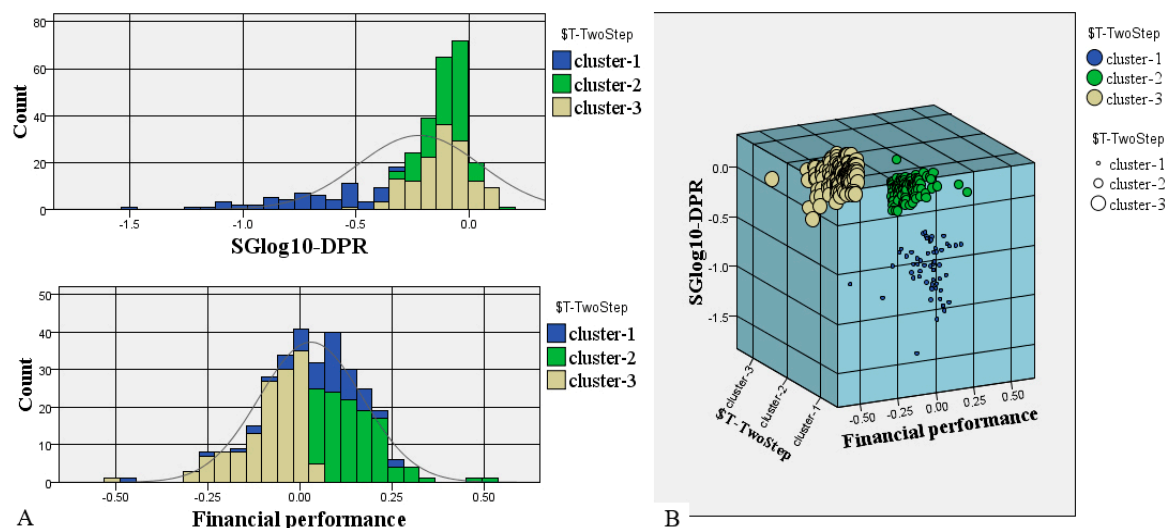 80
60
40
20
0
Count
-1.5
-1.0
-0.5
0.0
SGlog10-DPR
$T-TwoStep
cluster-1
cluster-2
cluster-3
50
40
30
20
10
0
Count
-0.50
-0.25
0.00
0.25
0.50
Financial performance
$T-TwoStep
cluster-1
cluster-2
cluster-3
A
0.0
-0.5
-1.0
-1.5
SGlog10-DPR
cluster-3
cluster-2
cluster-1
$T-TwoStep
-0.50
-0.25
0.00
0.25
0.50
Financial performance
$T-TwoStep
cluster-1
cluster-2
cluster-3
$T-TwoStep
cluster-1
cluster-2
cluster-3
B